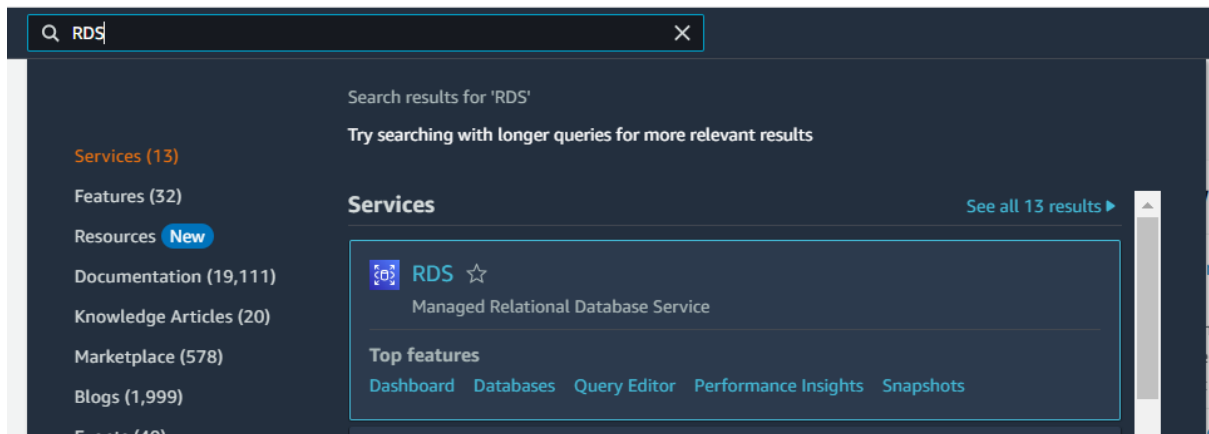 RDS
Search results for 'RDS'
Try searching with longer queries for more relevant results
Services (13)
Features (32)
Resources New
Documentation (19,111)
Knowledge Articles (20)
Marketplace (578)
Blogs (1,999)
Services
See all 13 results
RDS
Managed Relational Database Service
Top features
Dashboard Databases Query Editor Performance Insights Snapshots